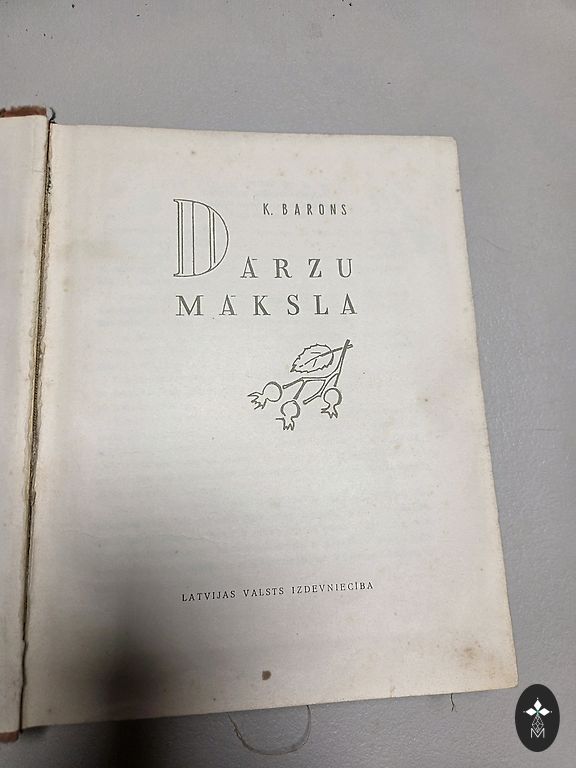 K. BARONS
DĀRZU
MĀKSLA
LATVIJAS VALSTS IZDEVNIECĪBA
M